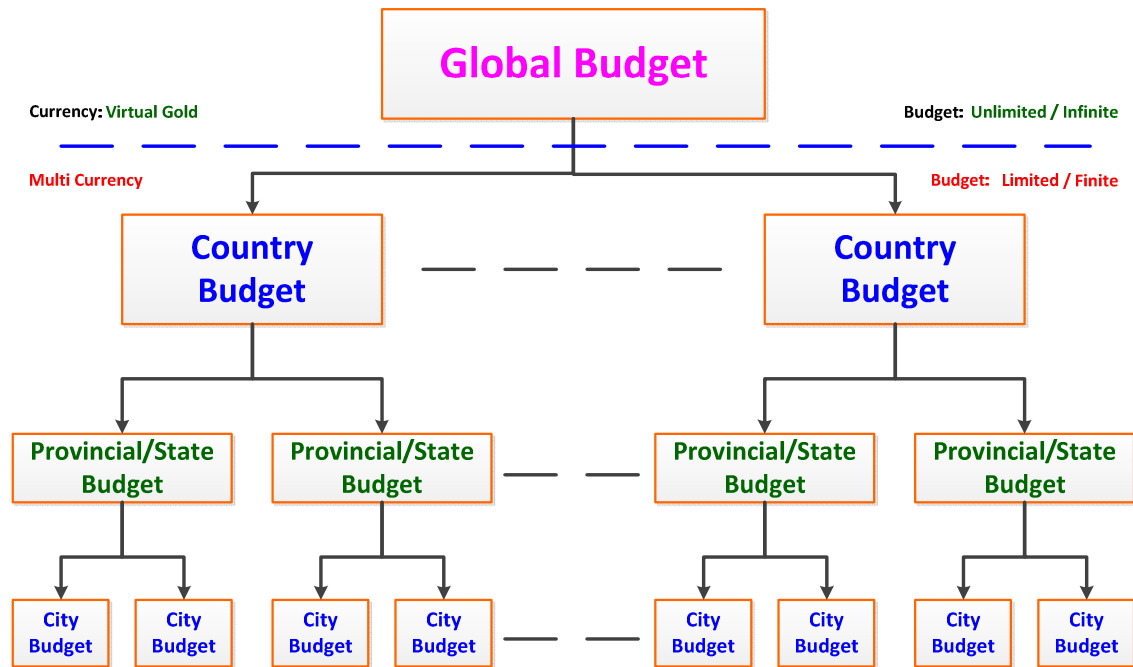 Global Budget
Currency: Virtual Gold
Budget: Unlimited / Infinite
Multi Currency
Budget: Limited / Finite
Country
Budget
Country
Budget
Provincial/State
Budget
Provincial/State
Budget
Provincial/State
Budget
Provincial/State
Budget
City
Budget
City
Budget
City
Budget
City
Budget
City
Budget
City
Budget
City
Budget
City
Budget